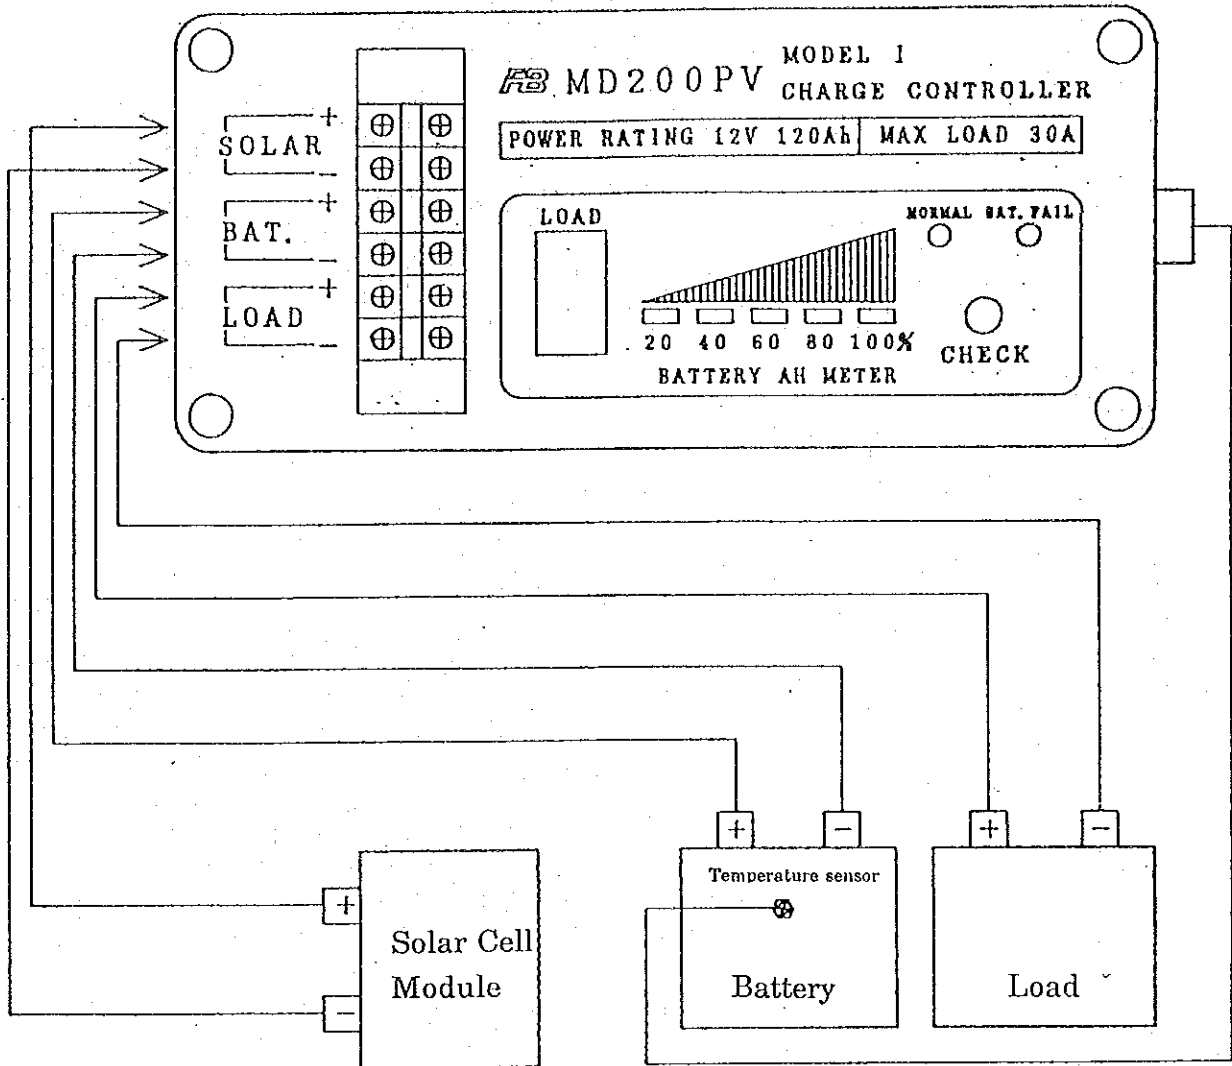 FB MD200PV
MODEL I
CHARGE CONTROLLER
POWER RATING 12V 120Ah
MAX LOAD 30A
SOLAR
+
−
BAT.
+
−
LOAD
+
−
LOAD
NORMAL BAT. FAIL
20 40 60 80 100%
BATTERY AH METER
CHECK
+
−
Solar Cell
Module
+ −
Temperature sensor
Battery
+ −
Load